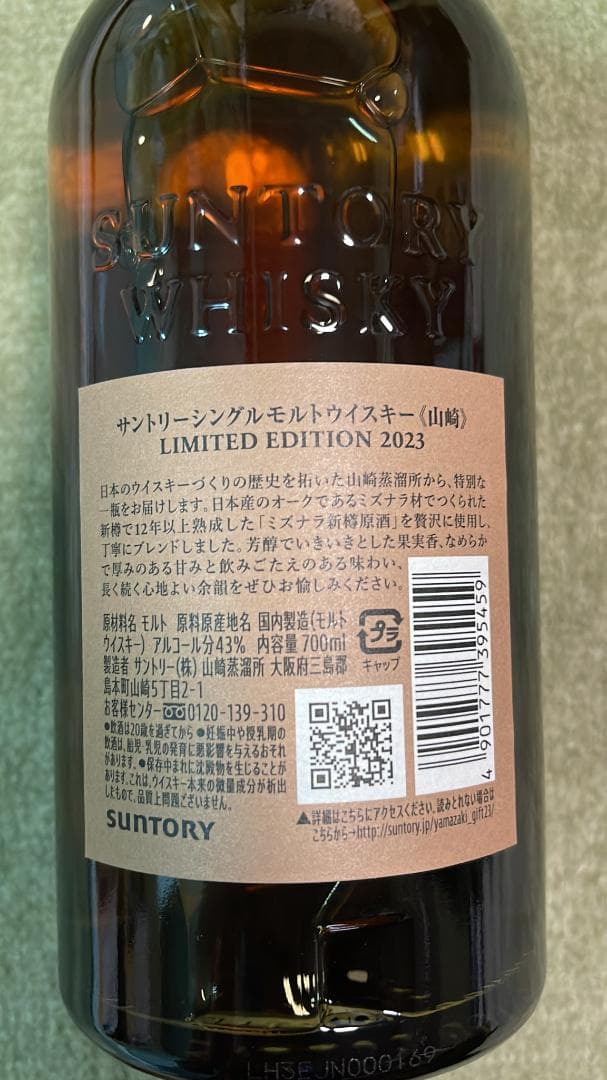 SUNTORY
WHISKY
サントリーシングルモルトウイスキー《山崎》
LIMITED EDITION 2023
日本のウイスキーづくりの歴史を拓いた山崎蒸溜所から、特別な
一瓶をお届けします。日本産のオークであるミズナラ材でつくられた
新樽で12年以上熟成した「ミズナラ新樽原酒」を贅沢に使用し、
丁寧にブレンドしました。芳醇でいきいきとした果実香、なめらか
で厚みのある甘みと飲みごたえのある味わい、
長く続く心地よい余韻をぜひお愉しみください。
原材料名 モルト 原料原産地名 国内製造(モルト
ウイスキー) アルコール分43% 内容量 700ml
製造者 サントリー(株) 山崎蒸溜所 大阪府三島郡
島本町山崎5丁目2-1
お客様センター 0120-139-310
●飲酒は20歳を過ぎてから ●妊娠中や授乳期の
飲酒は、胎児・乳児の発育に悪影響を与えるおそれ
があります。●保存中まれに沈殿物を生じることが
あります。これは、ウイスキー本来の微量成分が析出
したもので、品質上問題ございません。
SUNTORY
プラ
キャップ
4 901777 395459
▲詳細はこちらにアクセスください。読みとれない場合は
こちらから→http://suntory.jp/yamazaki_gift23/
LHSEJN000169